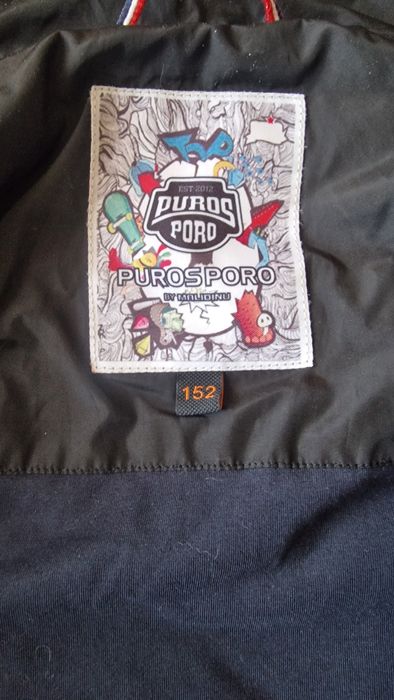 EST·2012
PUROS
PORO
PUROSPORO
BY MALIDINU
152